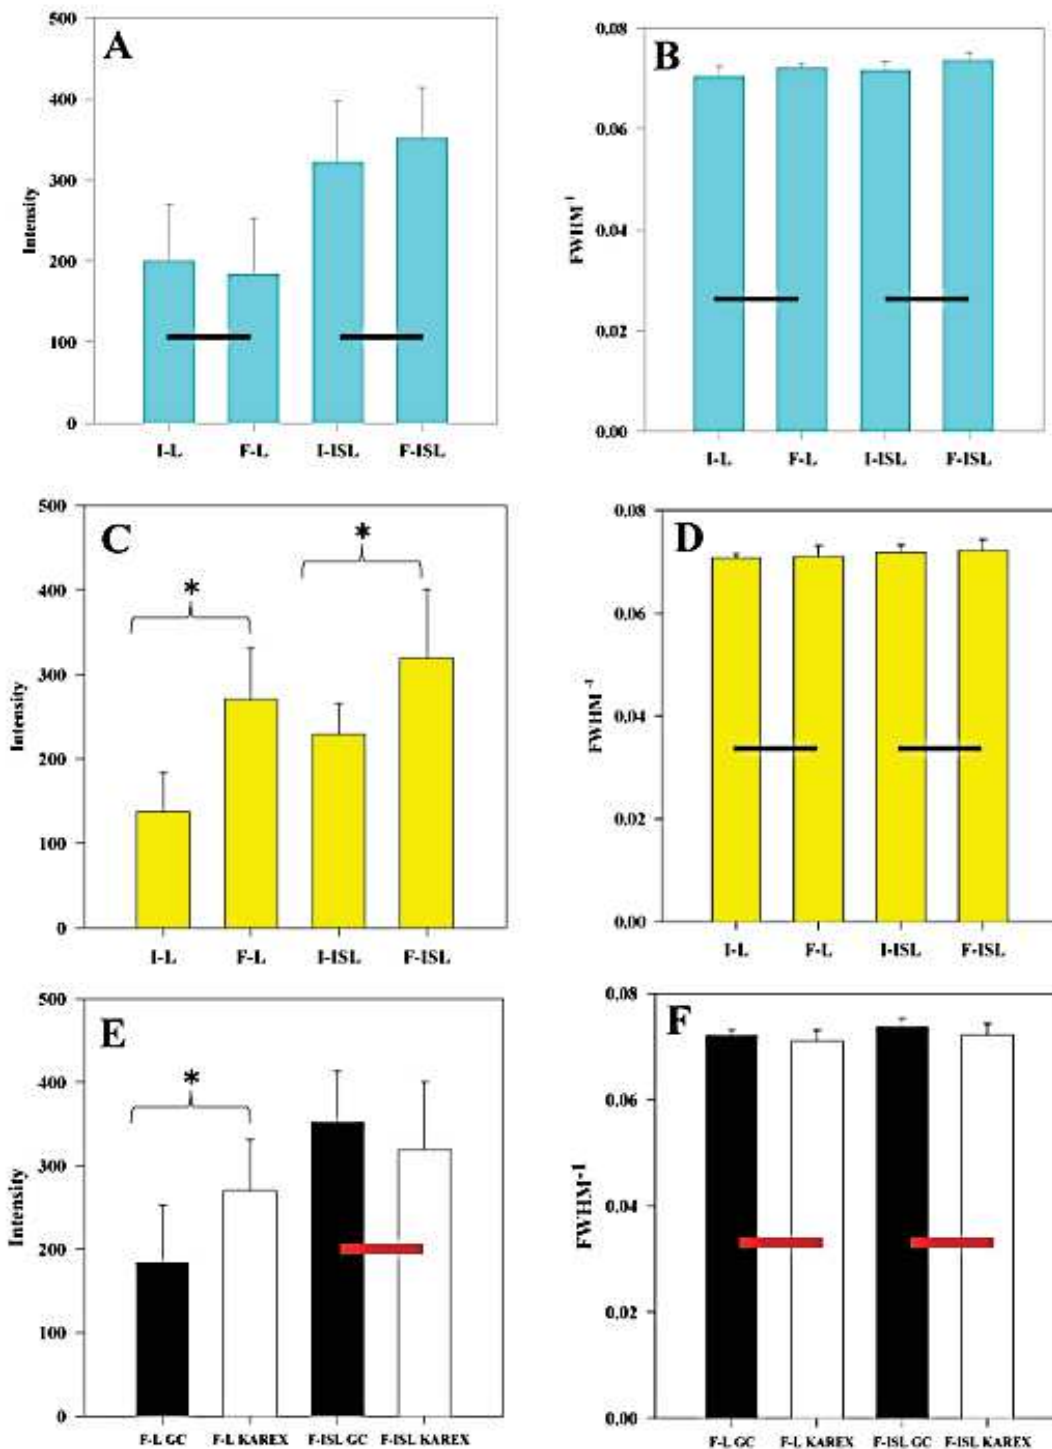 A
500
400
300
200
100
0
Intensity
I-L F-L I-ISL F-ISL
B
0.08
0.06
0.04
0.02
0.00
FWHM⁻¹
I-L F-L I-ISL F-ISL
C
500
400
300
200
100
0
Intensity
*
*
I-L F-L I-ISL F-ISL
D
0.08
0.06
0.04
0.02
0.00
FWHM⁻¹
I-L F-L I-ISL F-ISL
E
500
400
300
200
100
0
Intensity
*
F-L GC F-L KAREX F-ISL GC F-ISL KAREX
F
0.08
0.06
0.04
0.02
0.00
FWHM⁻¹
F-L GC F-L KAREX F-ISL GC F-ISL KAREX